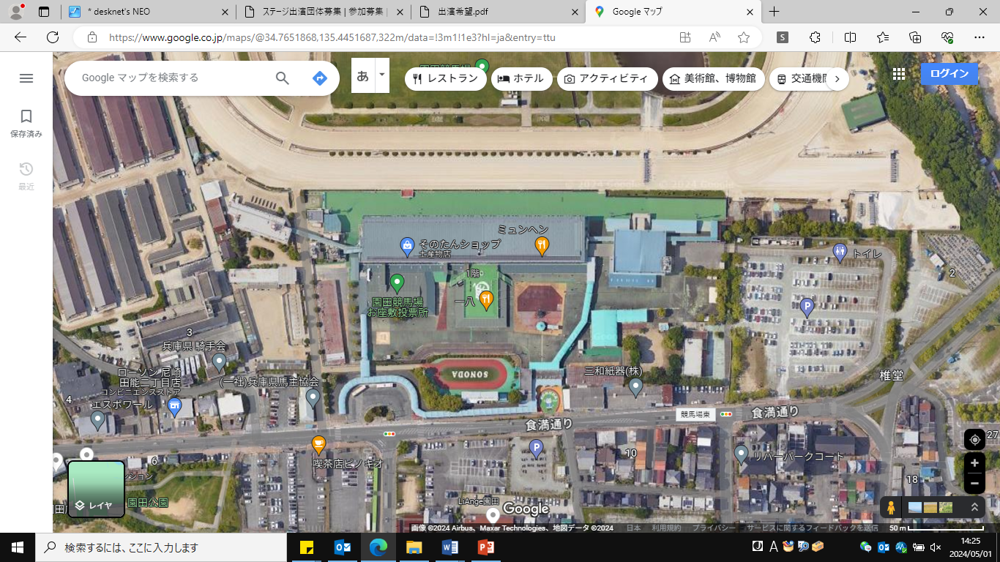 * desknet's NEO
ステージ出演団体募集 | 参加募集 |
出演希望.pdf
Google マップ
https://www.google.co.jp/maps/@34.7651868,135.4451687,322m/data=!3m1!1e3?hl=ja&entry=ttu
S
Google マップを検索する
あ
レストラン
ホテル
アクティビティ
美術館、博物館
交通機関
ログイン
保存済み
最近
ミュンヘン
そのたんショップ
土産物店
トイレ
1階
2
一八
園田競馬場
お座敷投票所
P
3
兵庫県 騎手会
ローソン 尼崎
田能二丁目店
コンビニエンスストア
(一社)兵庫県馬主協会
SONODA
三和紙器(株)
椎堂
4
エスポワール
食満通り
競馬場東
食満通り
27
P
10
喫茶店ピノキオ
リバーパークコート
6
ション
18
園田公園
レイヤ
LiAnge園田
Google
画像 ©2024 Airbus、Maxar Technologies、地図データ ©2024
日本
利用規約
プライバシー
サービスに関するフィードバックを送信
50 m
検索するには、ここに入力します
A
14:25
2024/05/01